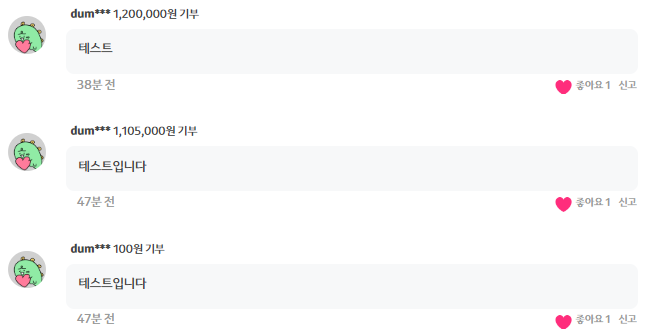 dum*** 1,200,000원 기부
테스트
38분 전 좋아요 1 신고
dum*** 1,105,000원 기부
테스트입니다
47분 전 좋아요 1 신고
dum*** 100원 기부
테스트입니다
47분 전 좋아요 1 신고